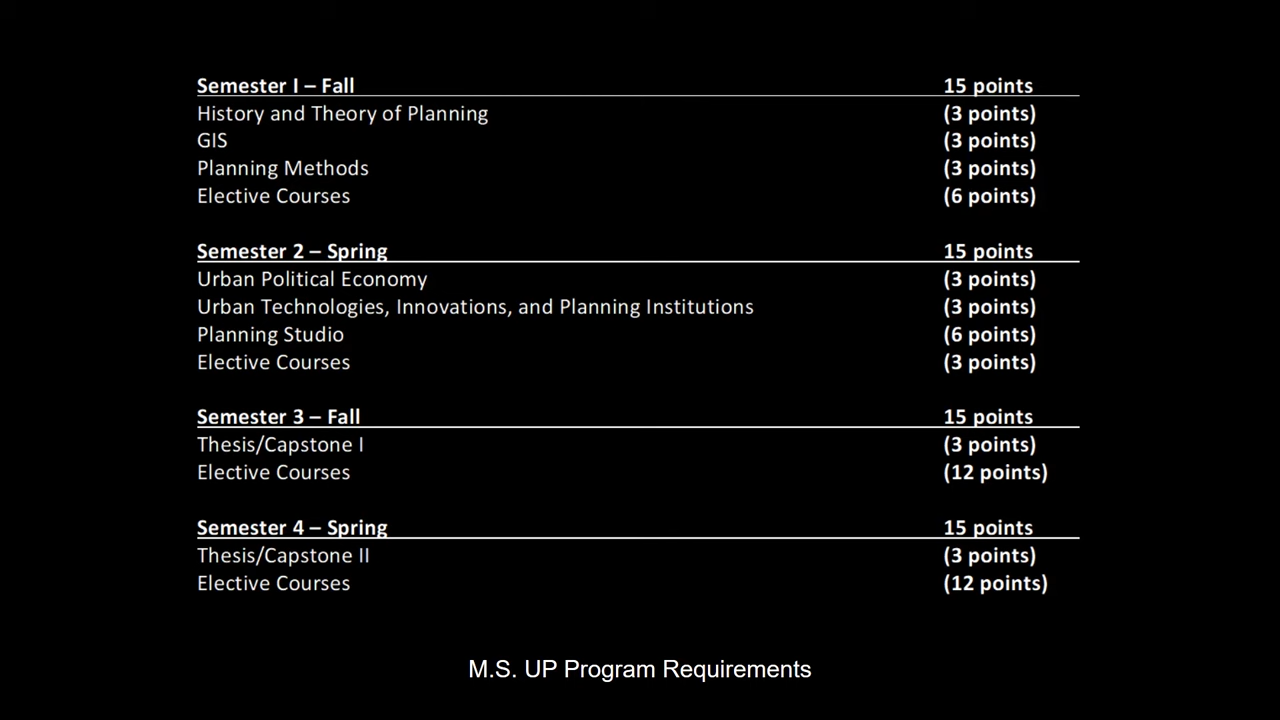 Semester I – Fall 15 points
History and Theory of Planning (3 points)
GIS (3 points)
Planning Methods (3 points)
Elective Courses (6 points)
Semester 2 – Spring 15 points
Urban Political Economy (3 points)
Urban Technologies, Innovations, and Planning Institutions (3 points)
Planning Studio (6 points)
Elective Courses (3 points)
Semester 3 – Fall 15 points
Thesis/Capstone I (3 points)
Elective Courses (12 points)
Semester 4 – Spring 15 points
Thesis/Capstone II (3 points)
Elective Courses (12 points)
M.S. UP Program Requirements